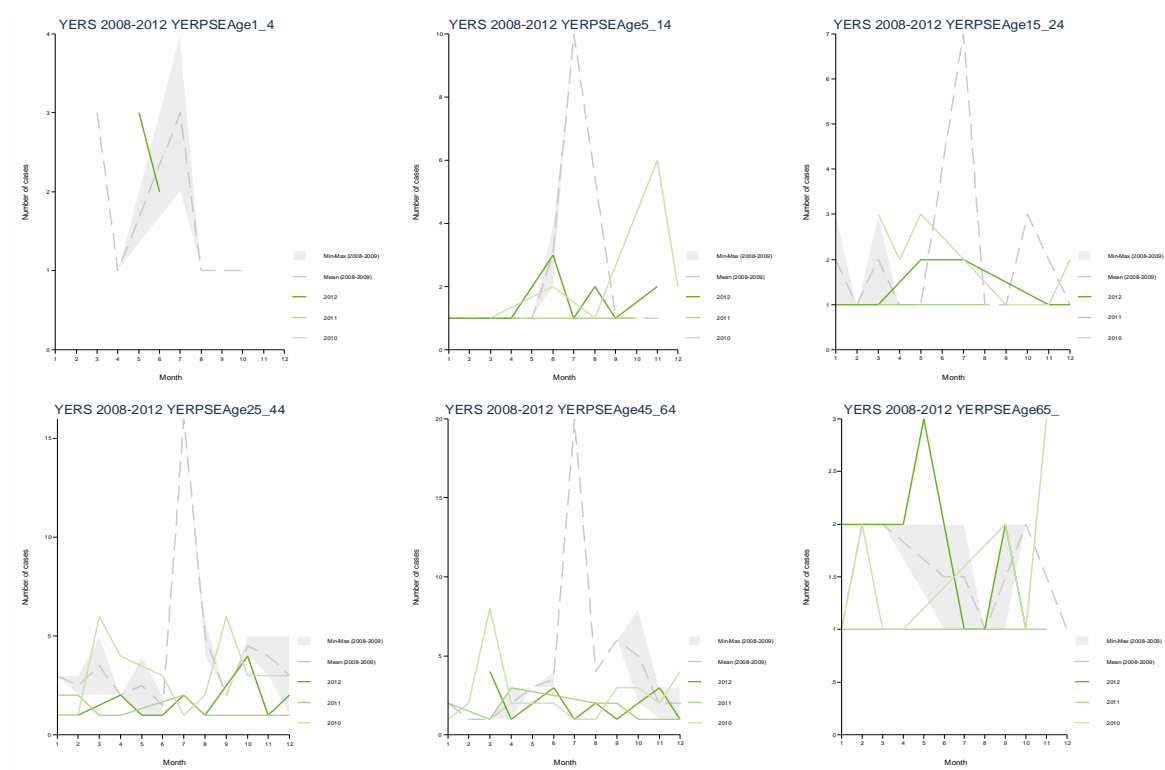 YERS 2008-2012 YERPSEAge1_4
Number of cases
4
3
2
1
0
1 2 3 4 5 6 7 8 9 10 11 12
Month
Min-Max (2008-2009)
Mean (2008-2009)
2012
2011
2010
YERS 2008-2012 YERPSEAge5_14
Number of cases
10
8
6
4
2
0
1 2 3 4 5 6 7 8 9 10 11 12
Month
Min-Max (2008-2009)
Mean (2008-2009)
2012
2011
2010
YERS 2008-2012 YERPSEAge15_24
Number of cases
7
6
5
4
3
2
1
0
1 2 3 4 5 6 7 8 9 10 11 12
Month
Min-Max (2008-2009)
Mean (2008-2009)
2012
2011
2010
YERS 2008-2012 YERPSEAge25_44
Number of cases
15
10
5
0
1 2 3 4 5 6 7 8 9 10 11 12
Month
Min-Max (2008-2009)
Mean (2008-2009)
2012
2011
2010
YERS 2008-2012 YERPSEAge45_64
Number of cases
20
15
10
5
0
1 2 3 4 5 6 7 8 9 10 11 12
Month
Min-Max (2008-2009)
Mean (2008-2009)
2012
2011
2010
YERS 2008-2012 YERPSEAge65_
Number of cases
3
2.5
2
1.5
1
.5
0
1 2 3 4 5 6 7 8 9 10 11 12
Month
Min-Max (2008-2009)
Mean (2008-2009)
2012
2011
2010